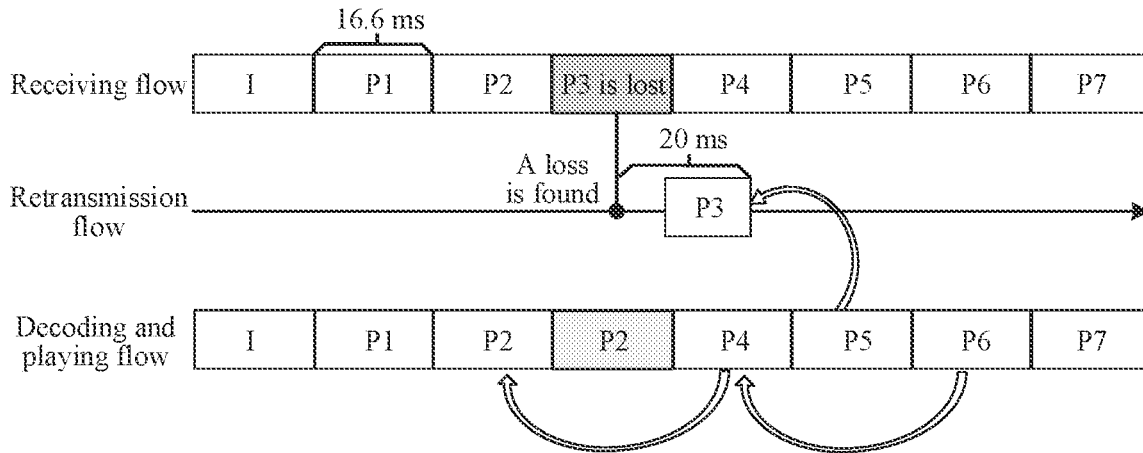 16.6 ms
Receiving flow I P1 P2 P3 is lost P4 P5 P6 P7
20 ms
A loss
is found
Retransmission
flow
P3
Decoding and
playing flow
I P1 P2 P2 P4 P5 P6 P7